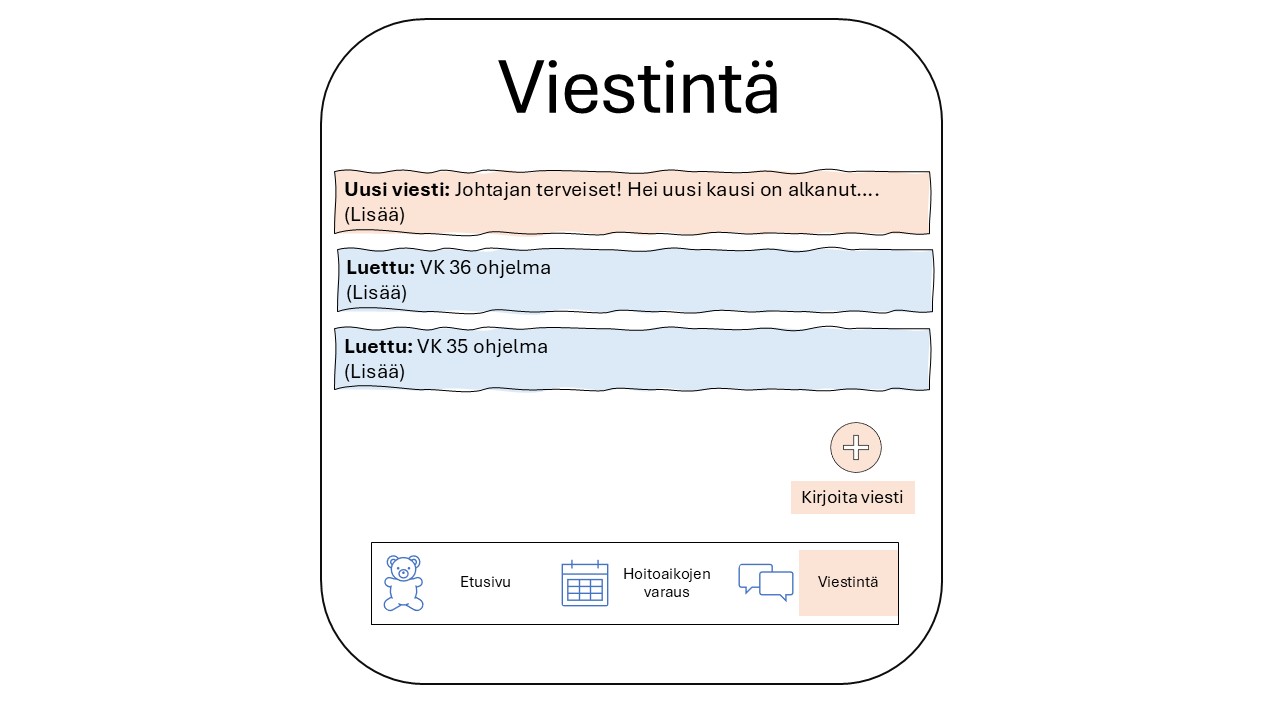 Viestintä
Uusi viesti: Johtajan terveiset! Hei uusi kausi on alkanut....
(Lisää)
Luettu: VK 36 ohjelma
(Lisää)
Luettu: VK 35 ohjelma
(Lisää)
Kirjoita viesti
Etusivu
Hoitoaikojen
varaus
Viestintä